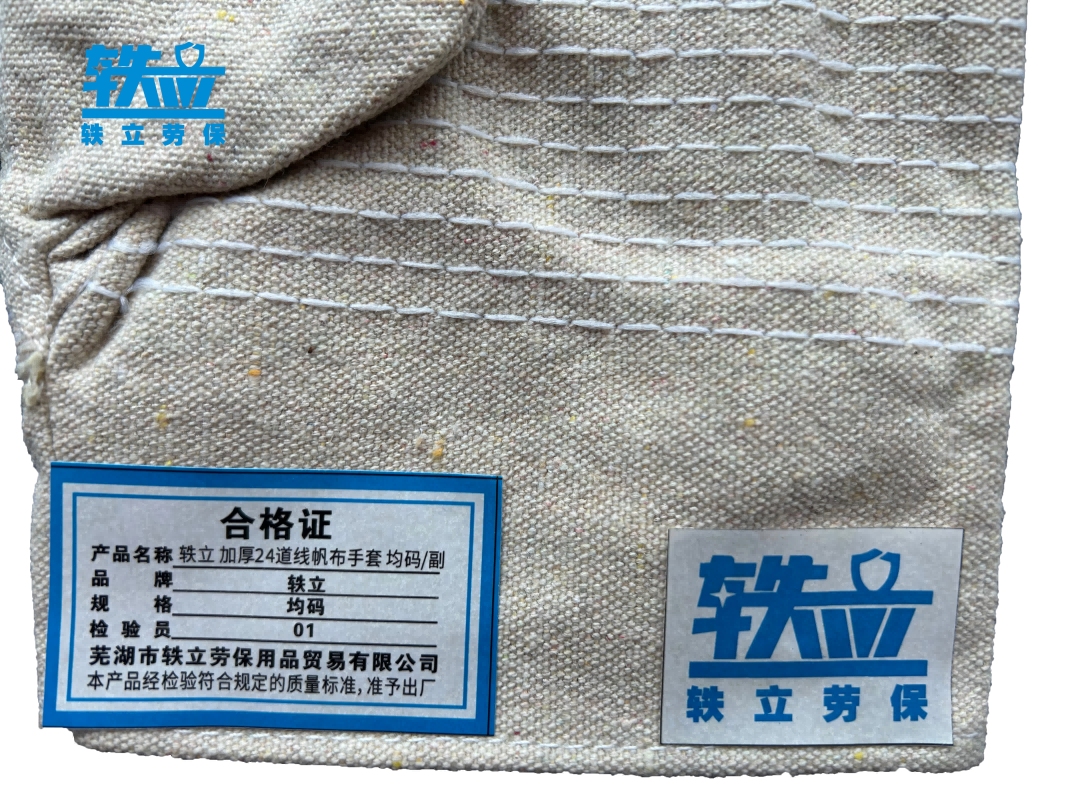 轶立
轶立劳保
合格证
产品名称 轶立 加厚24道线帆布手套 均码/副
品牌 轶立
规格 均码
检验员 01
芜湖市轶立劳保用品贸易有限公司
本产品经检验符合规定的质量标准,准予出厂
轶立
轶立劳保